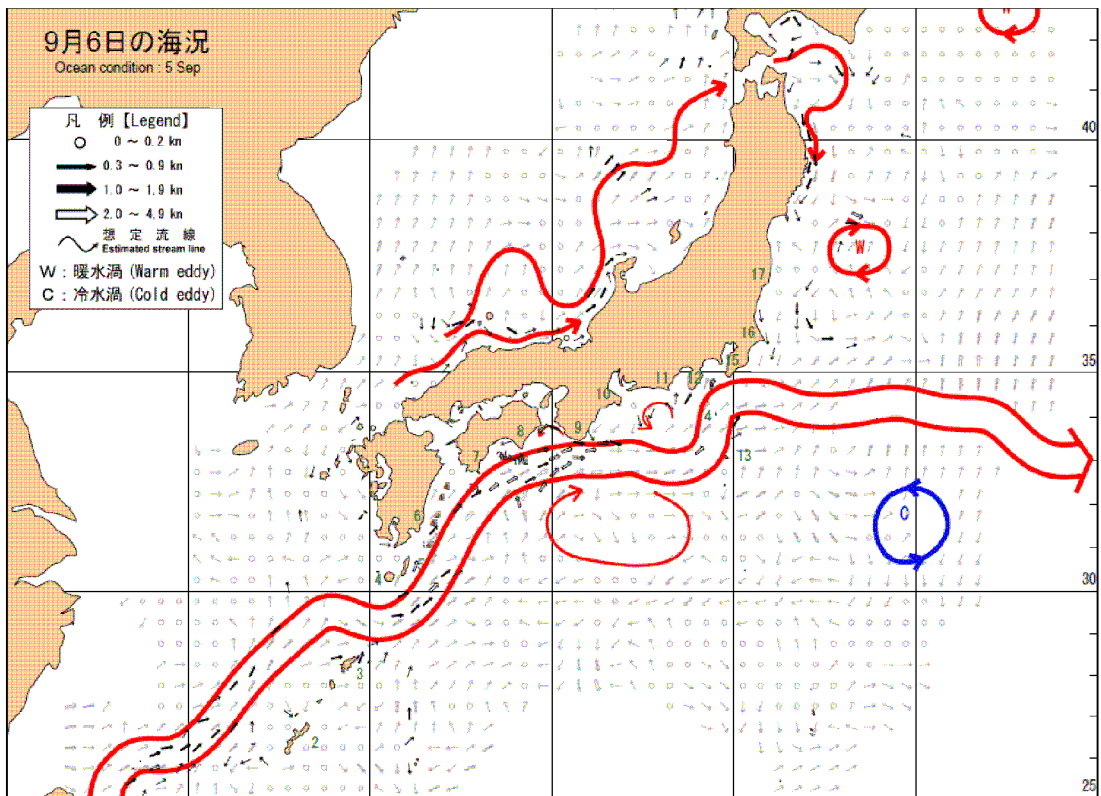 9月6日の海況
Ocean condition : 5 Sep
凡 例【Legend】
0 ～ 0.2 kn
0.3 ～ 0.9 kn
1.0 ～ 1.9 kn
2.0 ～ 4.9 kn
想 定 流 線
Estimated stream line
W : 暖水渦 (Warm eddy)
C : 冷水渦 (Cold eddy)
W
40
W
17
16
35
15
11
12
10
4
9
8
7
13
C
6
30
4
3
2
25